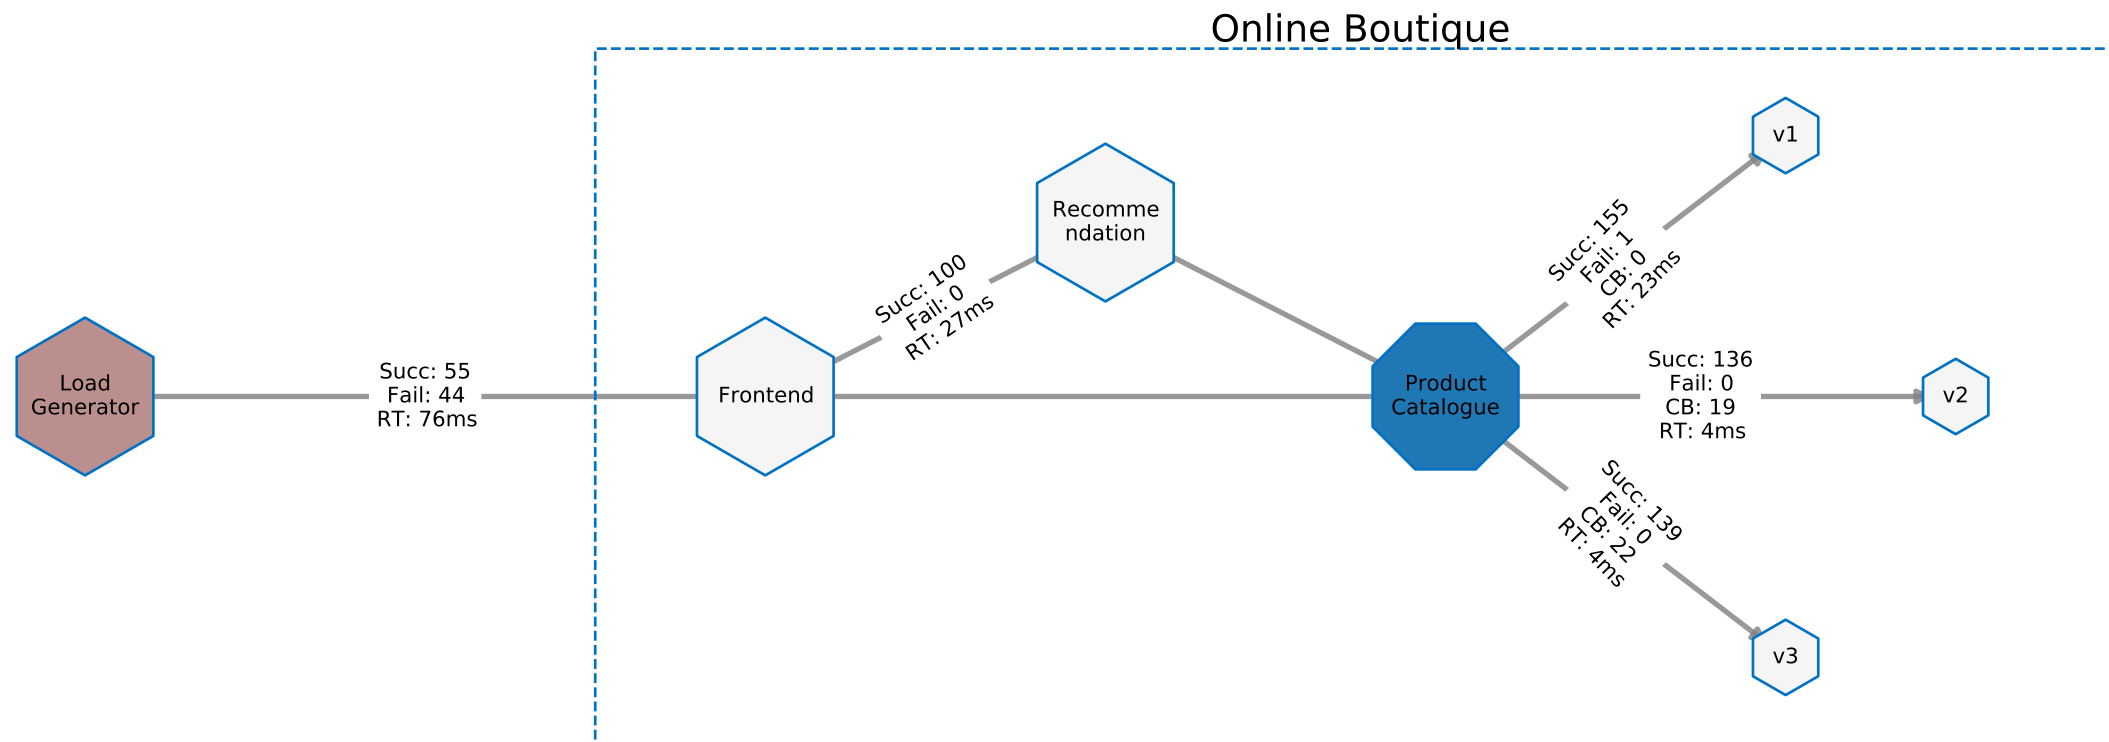 Online Boutique
Load
Generator
Succ: 55
Fail: 44
RT: 76ms
Frontend
Succ: 100
Fail: 0
RT: 27ms
Recomme
ndation
Product
Catalogue
Succ: 155
Fail: 1
CB: 0
RT: 23ms
v1
Succ: 136
Fail: 0
CB: 19
RT: 4ms
v2
Succ: 139
Fail: 0
CB: 22
RT: 4ms
v3